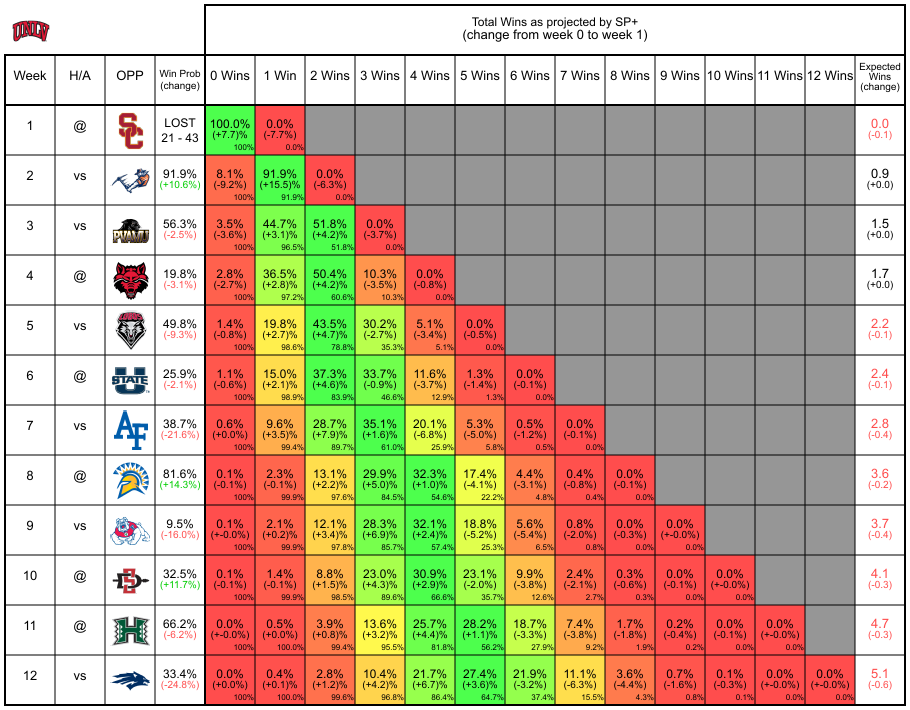 UNLV
Total Wins as projected by SP+
(change from week 0 to week 1)
Week H/A OPP Win Prob (change) 0 Wins 1 Win 2 Wins 3 Wins 4 Wins 5 Wins 6 Wins 7 Wins 8 Wins 9 Wins 10 Wins 11 Wins 12 Wins Expected Wins (change)
1 @ SC LOST 100.0% 0.0% 0.0
21 - 43 (+7.7)% (-7.7%) (-0.1)
100% 0.0%
2 vs 91.9% 8.1% 91.9% 0.0% 0.9
(+10.6%) (-9.2%) (+15.5)% (-6.3%) (+0.0)
100% 91.9% 0.0%
3 vs PVAMU 56.3% 3.5% 44.7% 51.8% 0.0% 1.5
(-2.5%) (-3.6%) (+3.1)% (+4.2)% (-3.7%) (+0.0)
100% 96.5% 51.8% 0.0%
4 @ 19.8% 2.8% 36.5% 50.4% 10.3% 0.0% 1.7
(-3.1%) (-2.7%) (+2.8)% (+4.2)% (-3.5%) (-0.8%) (+0.0)
100% 97.2% 60.6% 10.3% 0.0%
5 vs 49.8% 1.4% 19.8% 43.5% 30.2% 5.1% 0.0% 2.2
(-9.3%) (-0.8%) (+2.7)% (+4.7)% (-2.7%) (-3.4%) (-0.5%) (-0.1)
100% 98.6% 78.8% 35.3% 5.1% 0.0%
6 @ STATE 25.9% 1.1% 15.0% 37.3% 33.7% 11.6% 1.3% 0.0% 2.4
(-2.1%) (-0.6%) (+2.1)% (+4.6)% (-0.9%) (-3.7%) (-1.4%) (-0.1%) (-0.1)
100% 98.9% 83.9% 46.6% 12.9% 1.3% 0.0%
7 vs AF 38.7% 0.6% 9.6% 28.7% 35.1% 20.1% 5.3% 0.5% 0.0% 2.8
(-21.6%) (+0.0%) (+3.5)% (+7.9)% (+1.6)% (-6.8%) (-5.0%) (-1.2%) (-0.1%) (-0.4)
100% 99.4% 89.7% 61.0% 25.9% 5.8% 0.5% 0.0%
8 @ 81.6% 0.1% 2.3% 13.1% 29.9% 32.3% 17.4% 4.4% 0.4% 0.0% 3.6
(+14.3%) (-0.1%) (-0.1%) (+2.2)% (+5.0)% (+1.0)% (-4.1%) (-3.1%) (-0.8%) (-0.1%) (-0.2)
100% 99.9% 97.6% 84.5% 54.6% 22.2% 4.8% 0.4% 0.0%
9 vs 9.5% 0.1% 2.1% 12.1% 28.3% 32.1% 18.8% 5.6% 0.8% 0.0% 0.0% 3.7
(-16.0%) (+-0.0%) (+0.2)% (+3.4)% (+6.9)% (+2.4)% (-5.2%) (-5.4%) (-2.0%) (-0.3%) (+-0.0%) (-0.4)
100% 99.9% 97.8% 85.7% 57.4% 25.3% 6.5% 0.8% 0.0% 0.0%
10 @ SD 32.5% 0.1% 1.4% 8.8% 23.0% 30.9% 23.1% 9.9% 2.4% 0.3% 0.0% 0.0% 4.1
(+11.7%) (-0.1%) (-0.1%) (+1.5)% (+4.3)% (+2.9)% (-2.0%) (-3.8%) (-2.1%) (-0.6%) (-0.1%) (+-0.0%) (-0.3)
100% 99.9% 98.5% 89.6% 66.6% 35.7% 12.6% 2.7% 0.3% 0.0% 0.0%
11 @ H 66.2% 0.0% 0.5% 3.9% 13.6% 25.7% 28.2% 18.7% 7.4% 1.7% 0.2% 0.0% 0.0% 4.7
(-6.2%) (+-0.0%) (+0.0%) (+0.8)% (+3.2)% (+4.4)% (+1.1)% (-3.3%) (-3.8%) (-1.8%) (-0.4%) (-0.1%) (+-0.0%) (-0.3)
100% 100.0% 99.4% 95.5% 81.8% 56.2% 27.9% 9.2% 1.9% 0.2% 0.0% 0.0%
12 vs 33.4% 0.0% 0.4% 2.8% 10.4% 21.7% 27.4% 21.9% 11.1% 3.6% 0.7% 0.1% 0.0% 0.0% 5.1
(-24.8%) (+0.0%) (+0.1)% (+1.2)% (+4.2)% (+6.7)% (+3.6)% (-3.2%) (-6.3%) (-4.4%) (-1.6%) (-0.3%) (+-0.0%) (+-0.0%) (-0.6)
100% 100.0% 99.6% 96.8% 86.4% 64.7% 37.4% 15.5% 4.3% 0.8% 0.1% 0.0% 0.0%